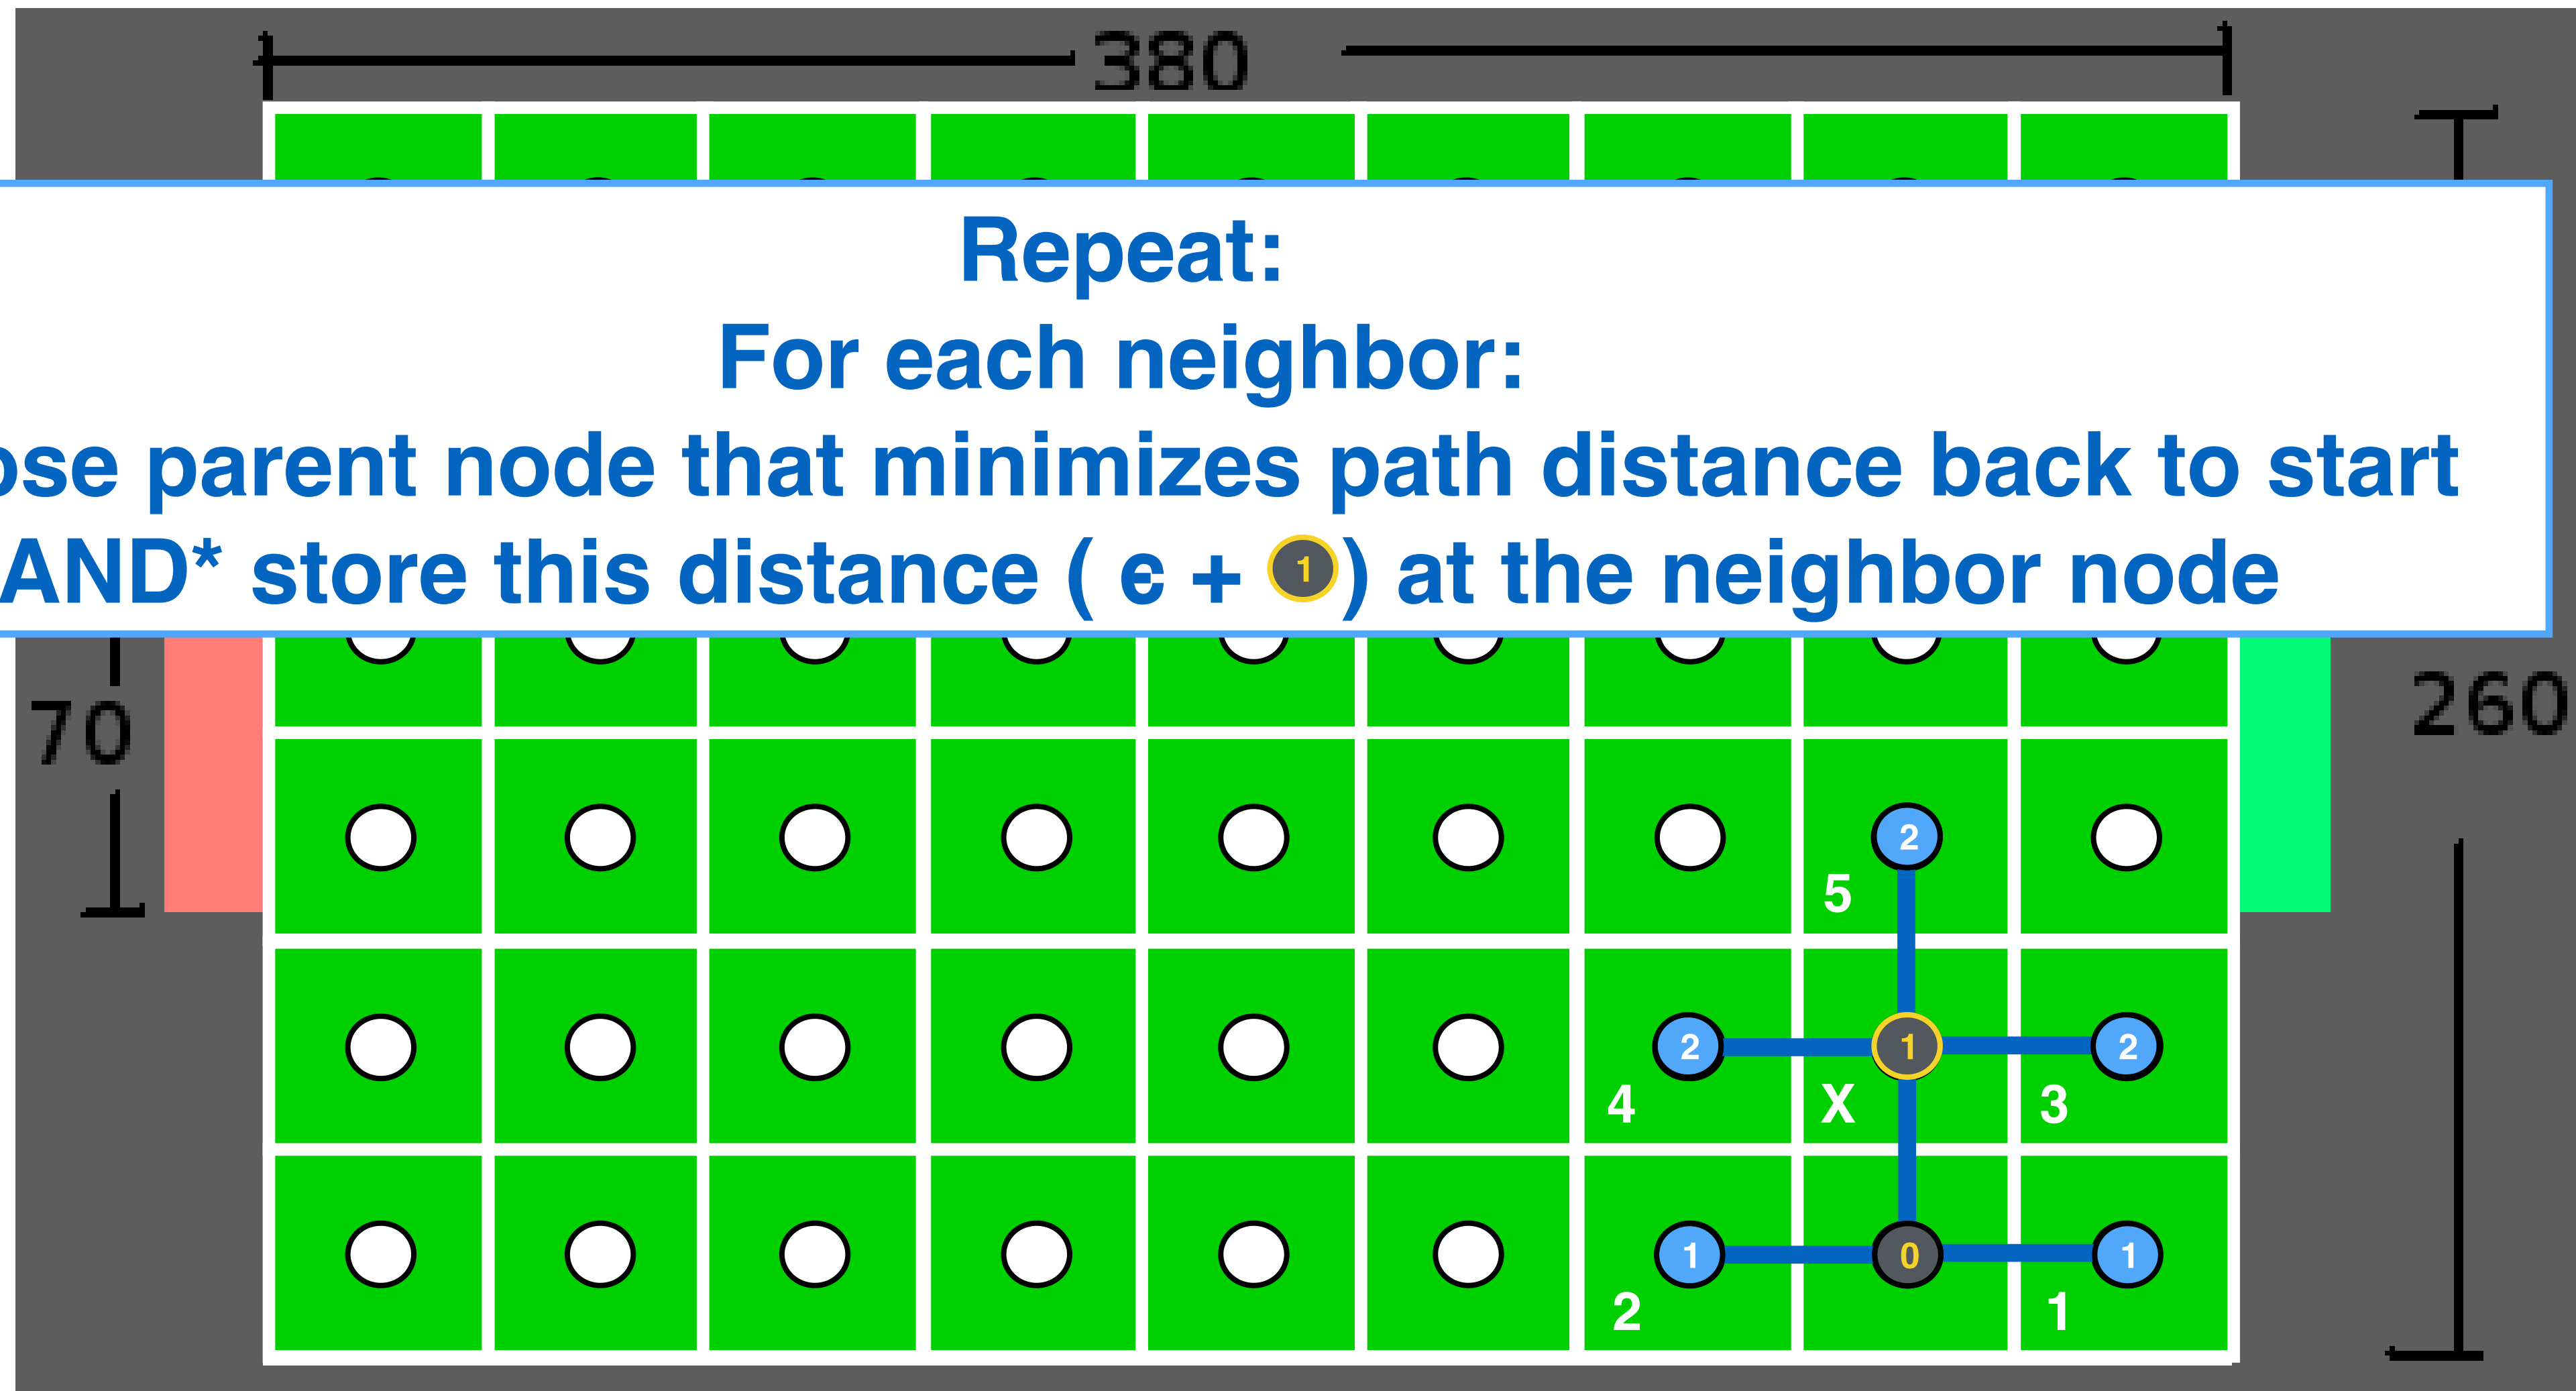 380
Repeat:
For each neighbor:
ose parent node that minimizes path distance back to start
AND* store this distance ( e + 1 ) at the neighbor node
70
260
2
5
2 1 2
4 X 3
1 0 1
2 1